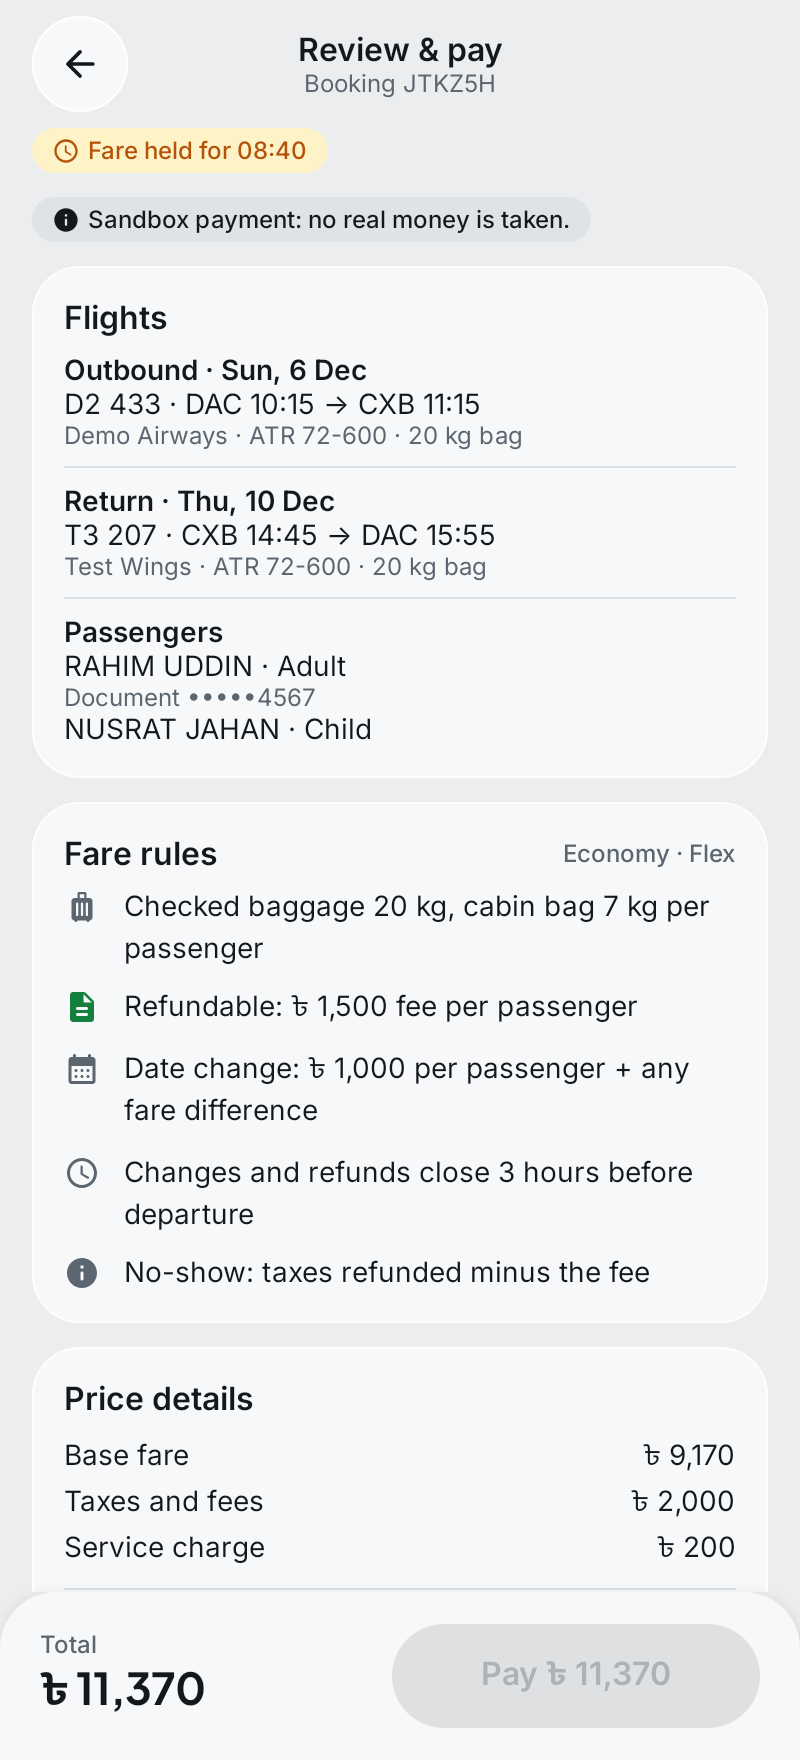 Review & pay
Booking JTKZ5H
Fare held for 08:40
Sandbox payment: no real money is taken.
Flights
Outbound · Sun, 6 Dec
D2 433 · DAC 10:15 → CXB 11:15
Demo Airways · ATR 72-600 · 20 kg bag
Return · Thu, 10 Dec
T3 207 · CXB 14:45 → DAC 15:55
Test Wings · ATR 72-600 · 20 kg bag
Passengers
RAHIM UDDIN · Adult
Document •••••4567
NUSRAT JAHAN · Child
Fare rules Economy · Flex
Checked baggage 20 kg, cabin bag 7 kg per
passenger
Refundable: ৳ 1,500 fee per passenger
Date change: ৳ 1,000 per passenger + any
fare difference
Changes and refunds close 3 hours before
departure
No-show: taxes refunded minus the fee
Price details
Base fare ৳ 9,170
Taxes and fees ৳ 2,000
Service charge ৳ 200
Total
৳ 11,370
Pay ৳ 11,370